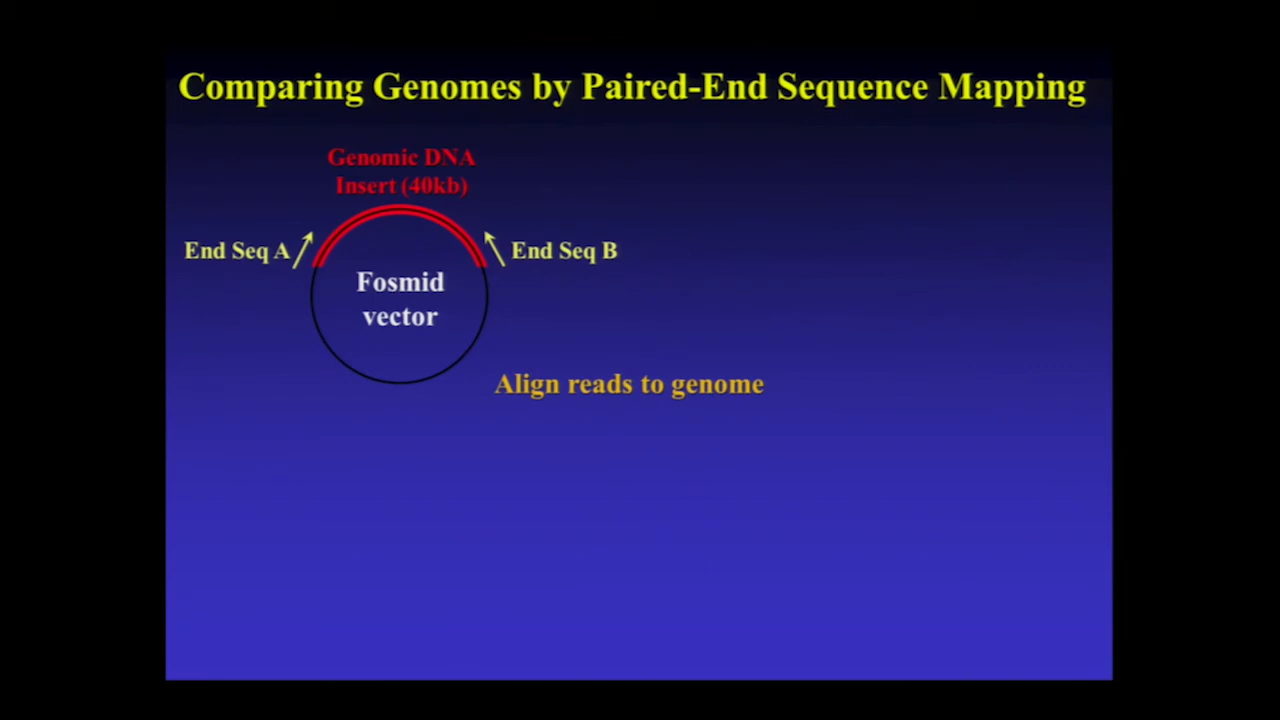 Comparing Genomes by Paired-End Sequence Mapping
Genomic DNA
Insert (40kb)
End Seq A
End Seq B
Fosmid
vector
Align reads to genome